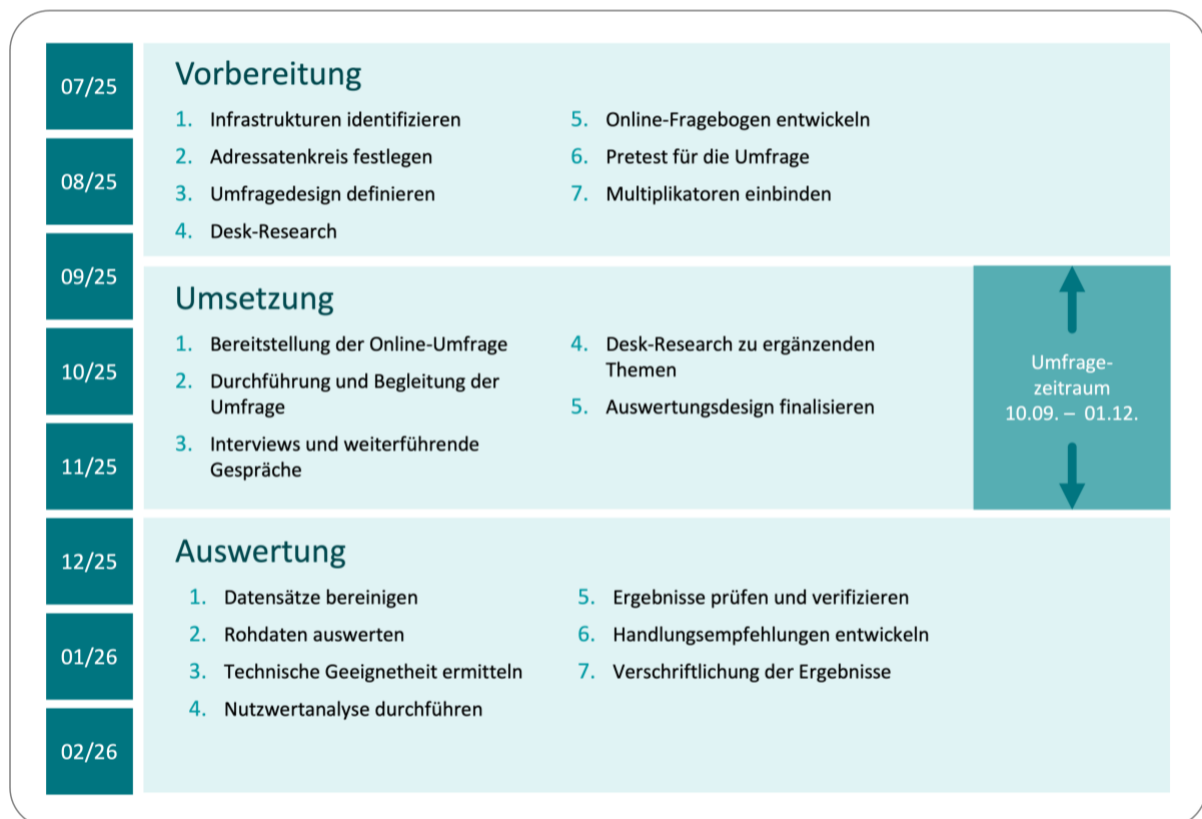 07/25
08/25
09/25
10/25
11/25
12/25
01/26
02/26
Vorbereitung
1. Infrastrukturen identifizieren
2. Adressatenkreis festlegen
3. Umfragedesign definieren
4. Desk-Research
5. Online-Fragebogen entwickeln
6. Pretest für die Umfrage
7. Multiplikatoren einbinden
Umsetzung
1. Bereitstellung der Online-Umfrage
2. Durchführung und Begleitung der
Umfrage
3. Interviews und weiterführende
Gespräche
4. Desk-Research zu ergänzenden
Themen
5. Auswertungsdesign finalisieren
Umfrage-
zeitraum
10.09. – 01.12.
Auswertung
1. Datensätze bereinigen
2. Rohdaten auswerten
3. Technische Geeignetheit ermitteln
4. Nutzwertanalyse durchführen
5. Ergebnisse prüfen und verifizieren
6. Handlungsempfehlungen entwickeln
7. Verschriftlichung der Ergebnisse